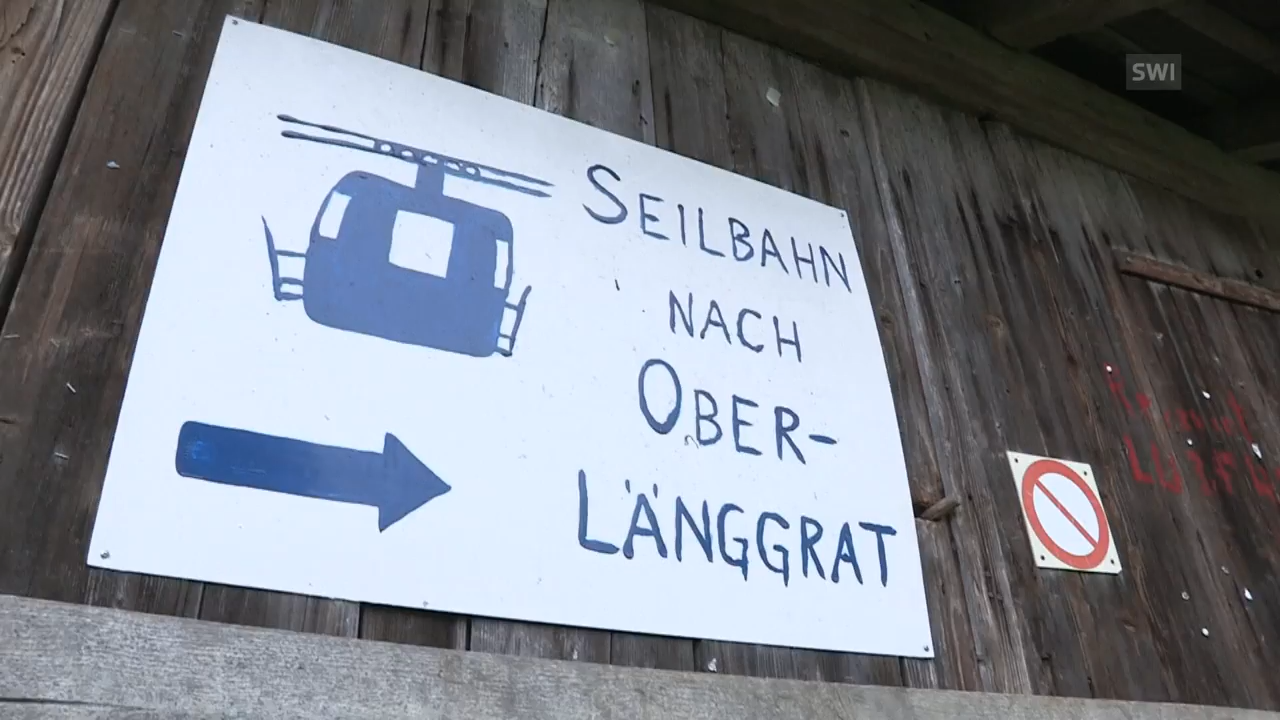 SWI
SEILBAHN
NACH
OBER-
LÄNGGRAT